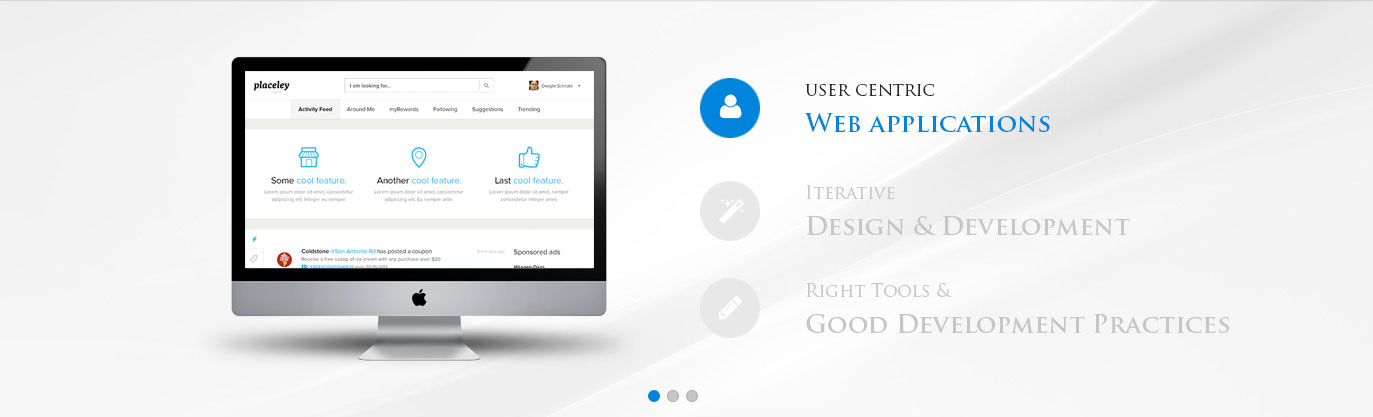 placeley
I am looking for...
Dwight Schrute
Activity Feed
Around Me
myRewards
Following
Suggestions
Trending
Some cool feature.
Lorem ipsum dolor sit amet, consectetur
adipiscing elit. Integer eu semper.
Another cool feature.
Lorem ipsum dolor sit amet, consectetur
adipiscing elit. Eu semper ante.
Last cool feature.
Lorem ipsum dolor sit amet, semper
consectetur integer amet.
Coldstone @San Antonio Rd has posted a coupon
Receive a free scoop of ice cream with any purchase over $20
6 minutes ago
Sponsored ads
USER CENTRIC
WEB APPLICATIONS
ITERATIVE
DESIGN & DEVELOPMENT
RIGHT TOOLS &
GOOD DEVELOPMENT PRACTICES